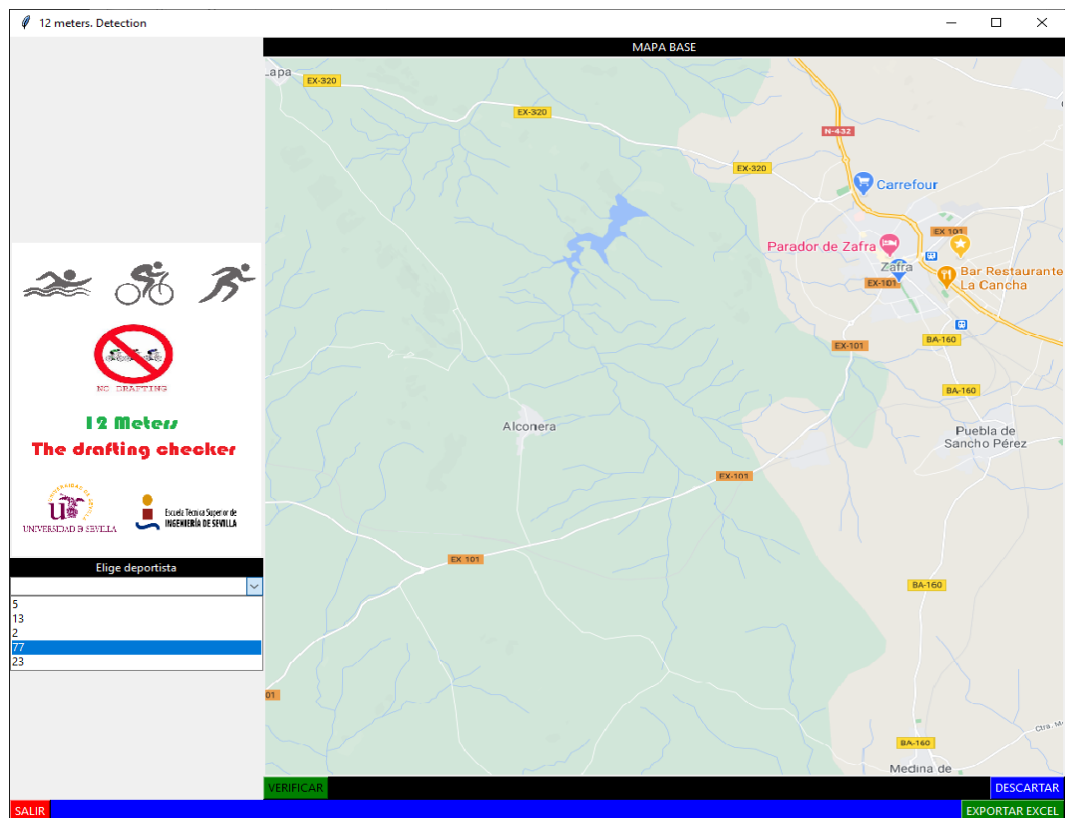 12 meters. Detection
MAPA BASE
Lapa
EX-320
EX-320
N-432
EX-320
Carrefour
EX 101
Parador de Zafra
Zafra
EX-101
Bar Restaurante
La Cancha
EX-101
BA-160
BA-160
Puebla de
Sancho Pérez
Alconera
EX-101
EX 101
BA-160
01
Ctra. M
BA-160
Medina de
NO DRAFTING
12 Meters
The drafting checker
UNIVERSIDAD DE SEVILLA
UNIVERSIDAD D SEVILLA
Escuela Técnica Superior de
INGENIERÍA DE SEVILLA
Elige deportista
5
13
2
77
23
VERIFICAR
DESCARTAR
SALIR
EXPORTAR EXCEL